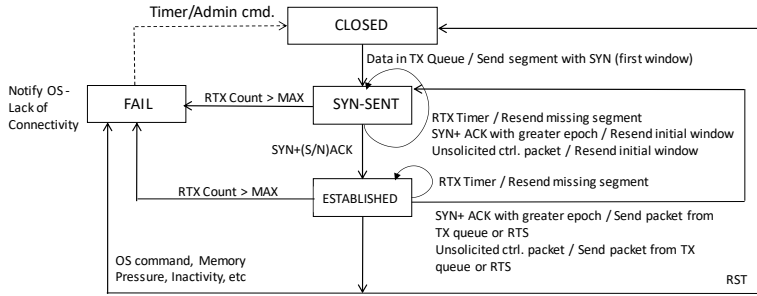 Timer/Admin cmd.
CLOSED
Data in TX Queue / Send segment with SYN (first window)
Notify OS -
Lack of
Connectivity
FAIL
RTX Count > MAX
SYN-SENT
RTX Timer / Resend missing segment
SYN+ ACK with greater epoch / Resend initial window
Unsolicited ctrl. packet / Resend initial window
SYN+(S/N)ACK
RTX Count > MAX
ESTABLISHED
RTX Timer / Resend missing segment
SYN+ ACK with greater epoch / Send packet from
TX queue or RTS
Unsolicited ctrl. packet / Send packet from TX
queue or RTS
OS command, Memory
Pressure, Inactivity, etc
RST